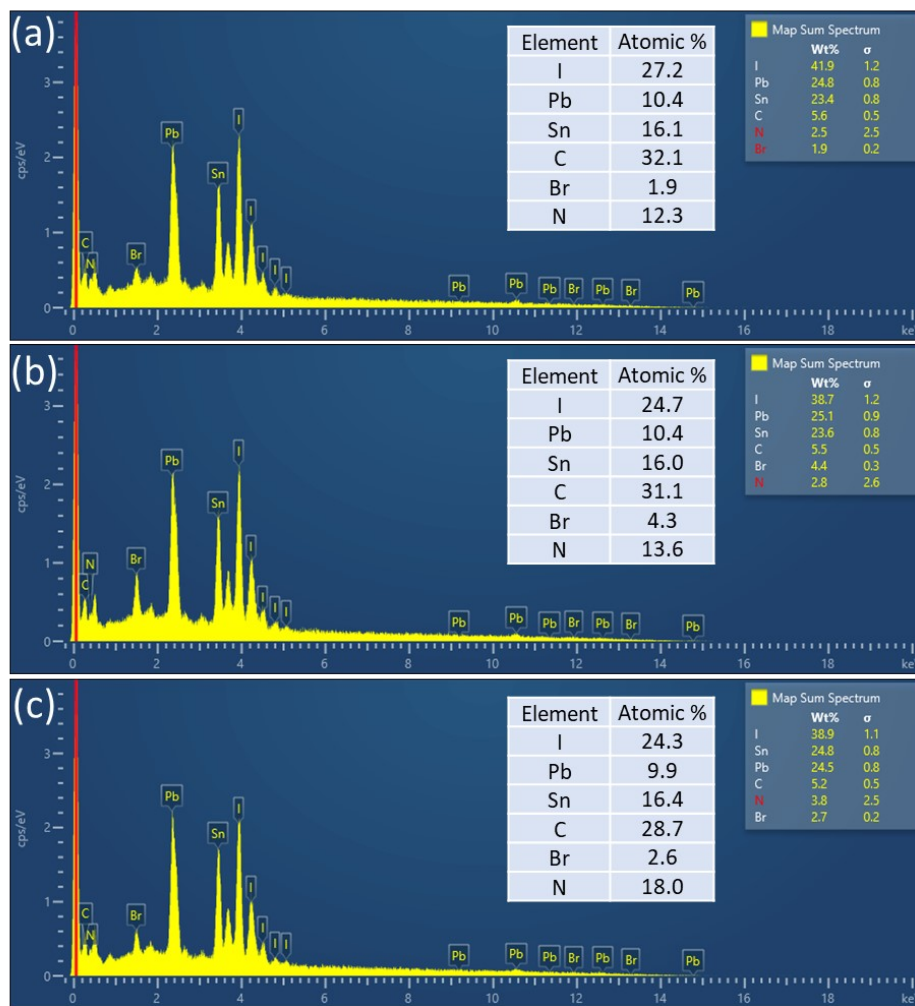 (a)
Element Atomic %
I 27.2
Pb 10.4
Sn 16.1
C 32.1
Br 1.9
N 12.3
Map Sum Spectrum
Wt% σ
I 41.9 1.2
Pb 24.8 0.8
Sn 23.4 0.8
C 5.6 0.5
N 2.5 2.5
Br 1.9 0.2
cps/eV
3
2
1
0
C
N
Br
Pb
Sn
I
I
I
I
I
Pb
Pb
Pb
Br
Pb
Br
Pb
0 2 4 6 8 10 12 14 16 18 ke
(b)
Element Atomic %
I 24.7
Pb 10.4
Sn 16.0
C 31.1
Br 4.3
N 13.6
Map Sum Spectrum
Wt% σ
I 38.7 1.2
Pb 25.1 0.9
Sn 23.6 0.8
C 5.5 0.5
Br 4.4 0.3
N 2.8 2.6
cps/eV
3
2
1
0
C
N
Br
Pb
Sn
I
I
I
I
I
Pb
Pb
Pb
Br
Pb
Br
Pb
0 2 4 6 8 10 12 14 16 18 ke
(c)
Element Atomic %
I 24.3
Pb 9.9
Sn 16.4
C 28.7
Br 2.6
N 18.0
Map Sum Spectrum
Wt% σ
I 38.9 1.1
Sn 24.8 0.8
Pb 24.5 0.8
C 5.2 0.5
N 3.8 2.5
Br 2.7 0.2
cps/eV
3
2
1
0
C
N
Br
Pb
Sn
I
I
I
I
I
Pb
Pb
Pb
Br
Pb
Br
Pb
0 2 4 6 8 10 12 14 16 18 ke